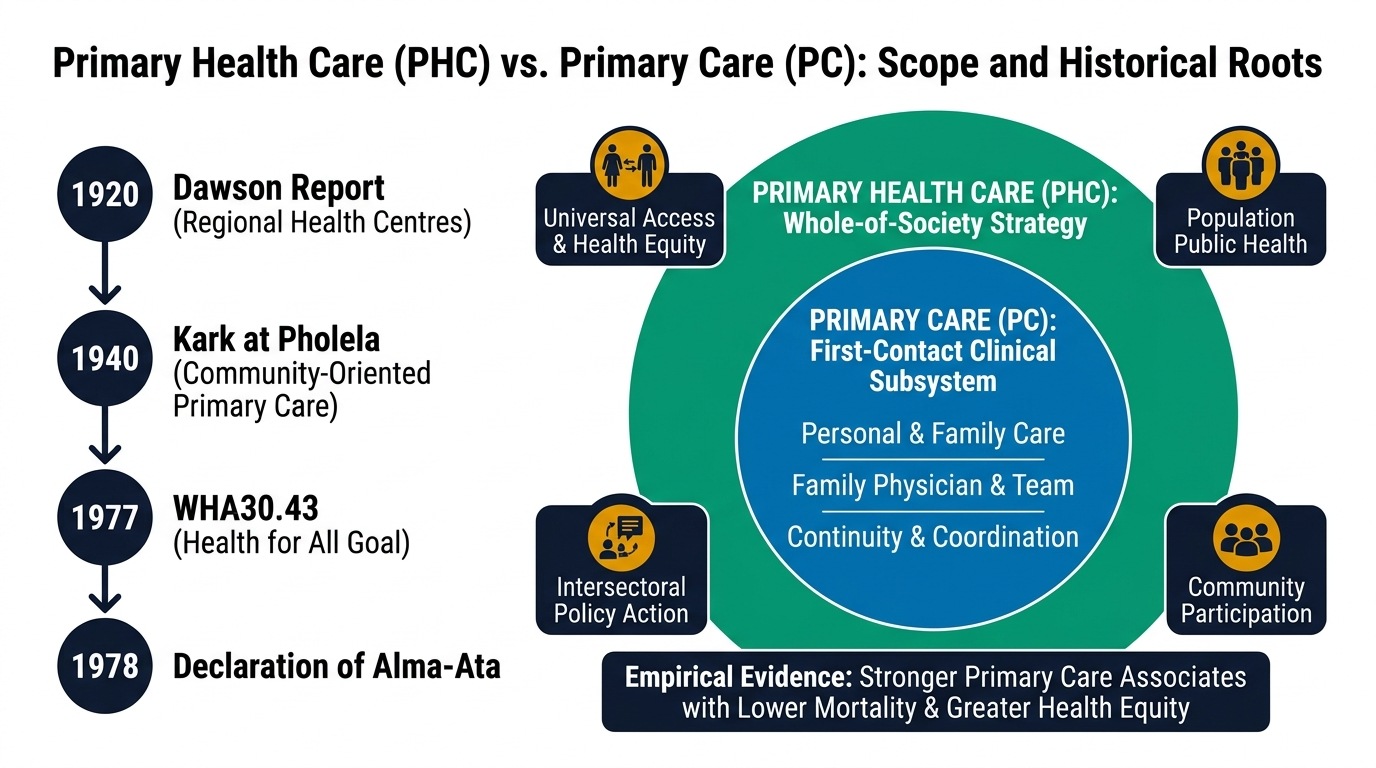 Primary Health Care (PHC) vs. Primary Care (PC): Scope and Historical Roots
1920
Dawson Report
(Regional Health Centres)
1940
Kark at Pholela
(Community-Oriented
Primary Care)
1977
WHA30.43
(Health for All Goal)
1978
Declaration of Alma-Ata
Universal Access
& Health Equity
PRIMARY HEALTH CARE (PHC):
Whole-of-Society Strategy
Population
Public Health
PRIMARY CARE (PC):
First-Contact Clinical
Subsystem
Personal & Family Care
Family Physician & Team
Continuity & Coordination
Intersectoral
Policy Action
Community
Participation
Empirical Evidence: Stronger Primary Care Associates
with Lower Mortality & Greater Health Equity